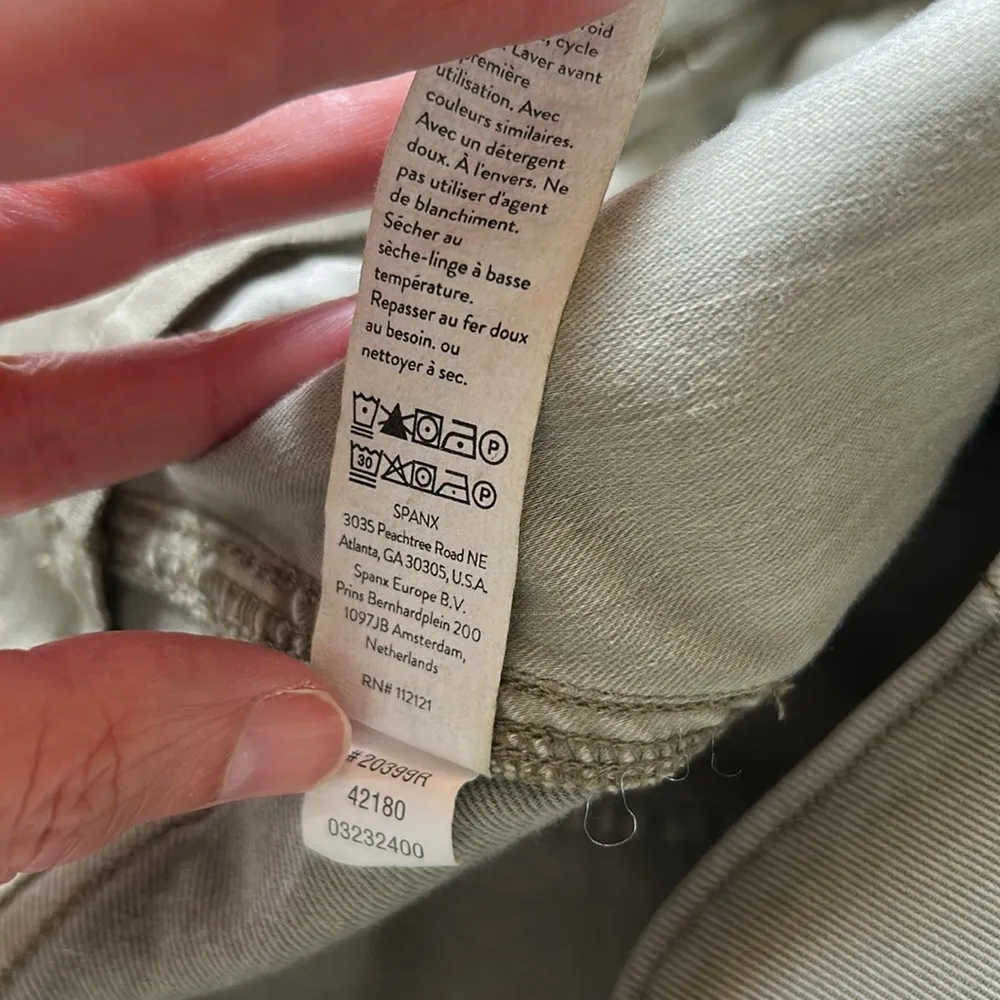 cycle
Laver avant
première
utilisation. Avec
couleurs similaires.
Avec un détergent
doux. À l'envers. Ne
pas utiliser d'agent
de blanchiment.
Sécher au
sèche-linge à basse
température.
Repasser au fer doux
au besoin. ou
nettoyer à sec.
P
30 P
SPANX
3035 Peachtree Road NE
Atlanta, GA 30305, U.S.A.
Spanx Europe B.V.
Prins Bernhardplein 200
1097JB Amsterdam,
Netherlands
RN# 112121
#20399R
42180
03232400